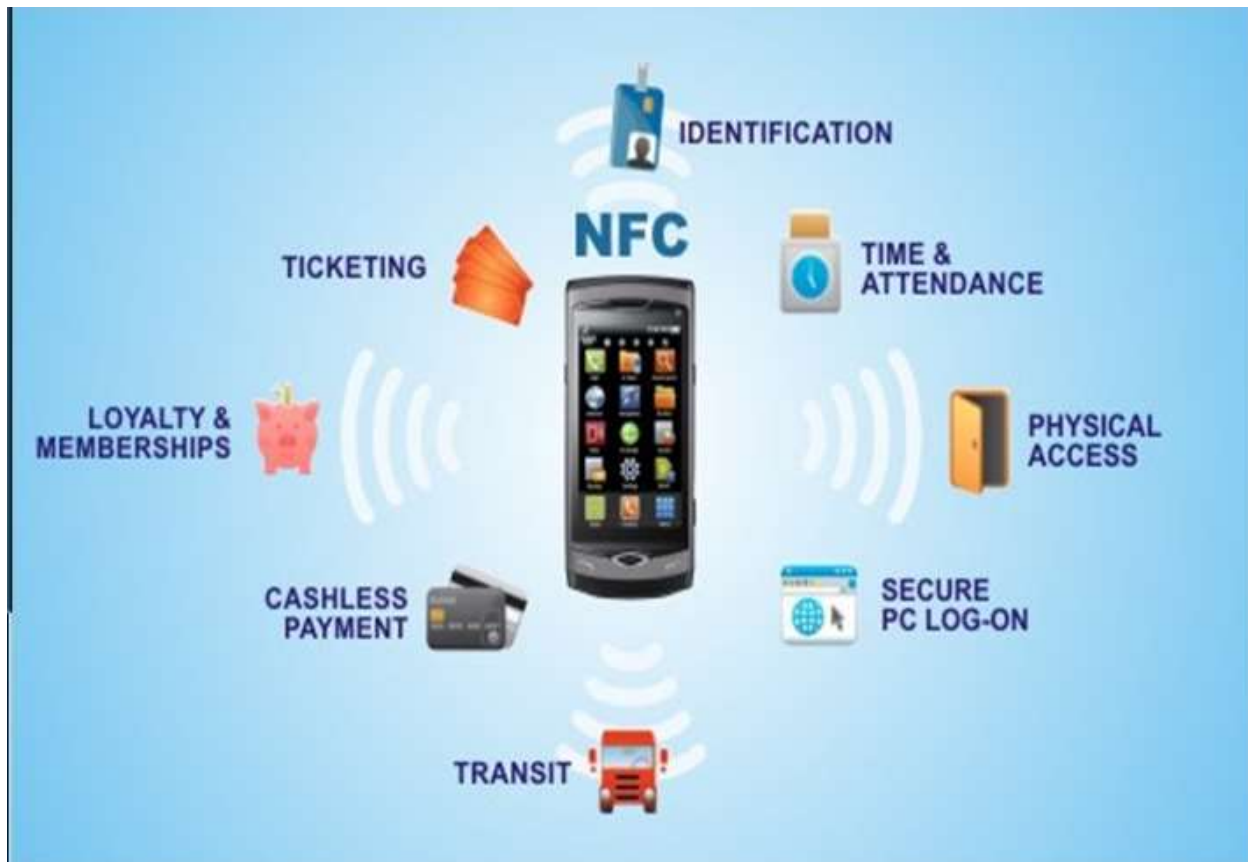 IDENTIFICATION
NFC
TICKETING
TIME &
ATTENDANCE
LOYALTY &
MEMBERSHIPS
PHYSICAL
ACCESS
CASHLESS
PAYMENT
SECURE
PC LOG-ON
TRANSIT